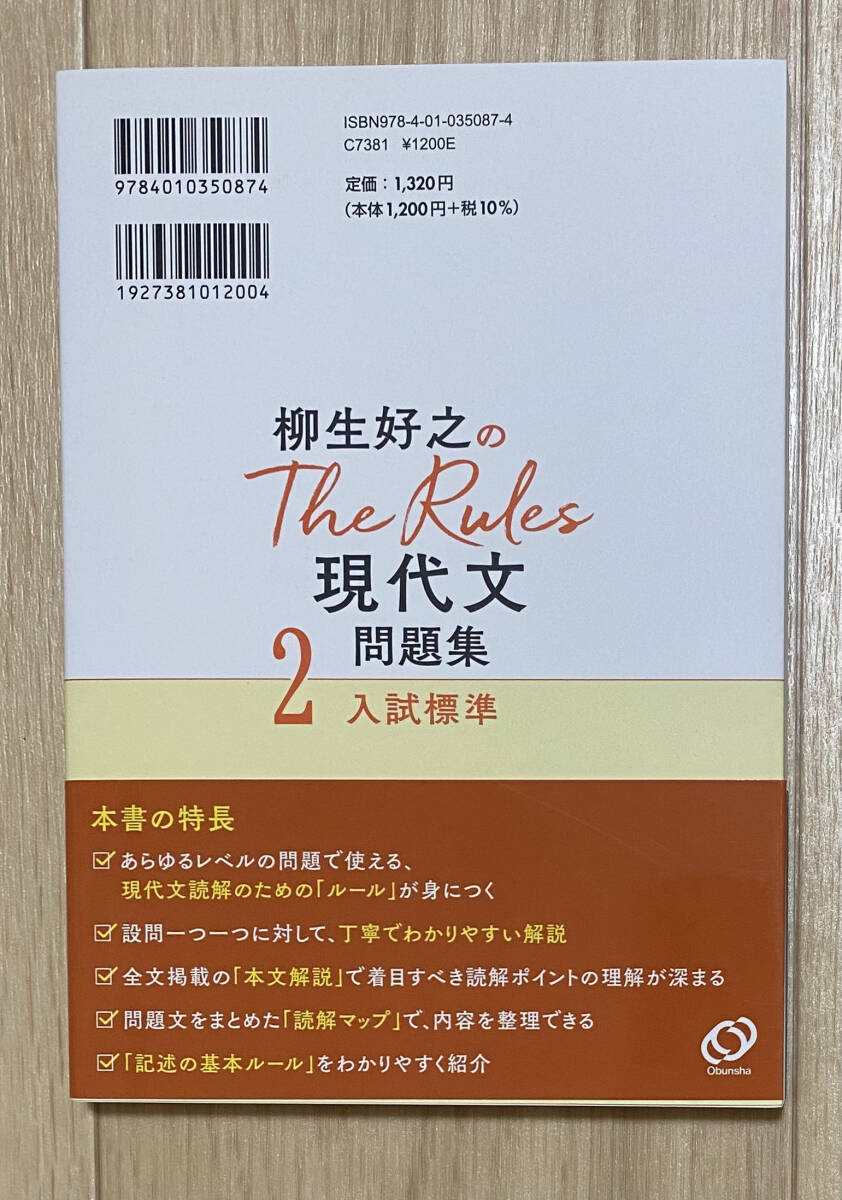 ISBN978-4-01-035087-4
C7381 ¥1200E
9784010350874
定価：1,320円
（本体1,200円＋税10％）
1927381012004
柳生好之の
The Rules
現代文
問題集
2 入試標準
本書の特長
あらゆるレベルの問題で使える、
現代文読解のための「ルール」が身につく
設問一つ一つに対して、丁寧でわかりやすい解説
全文掲載の「本文解説」で着目すべき読解ポイントの理解が深まる
問題文をまとめた「読解マップ」で、内容を整理できる
「記述の基本ルール」をわかりやすく紹介
Obunsha